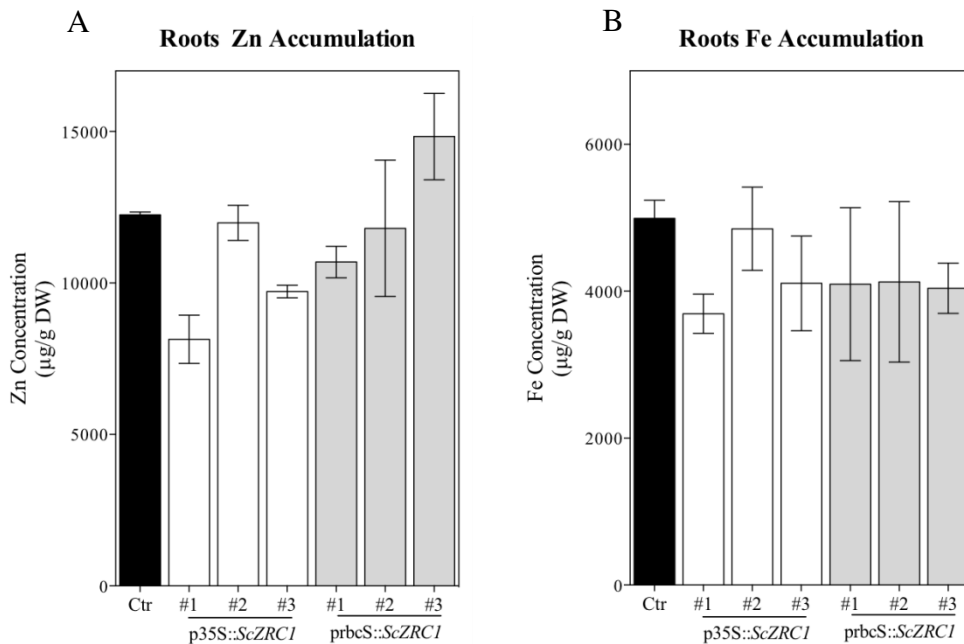 A
Roots Zn Accumulation
Zn Concentration
(µg/g DW)
15000
10000
5000
0
Ctr #1 #2 #3 #1 #2 #3
p35S::ScZRC1 prbcS::ScZRC1
B
Roots Fe Accumulation
Fe Concentration
(µg/g DW)
6000
4000
2000
0
Ctr #1 #2 #3 #1 #2 #3
p35S::ScZRC1 prbcS::ScZRC1